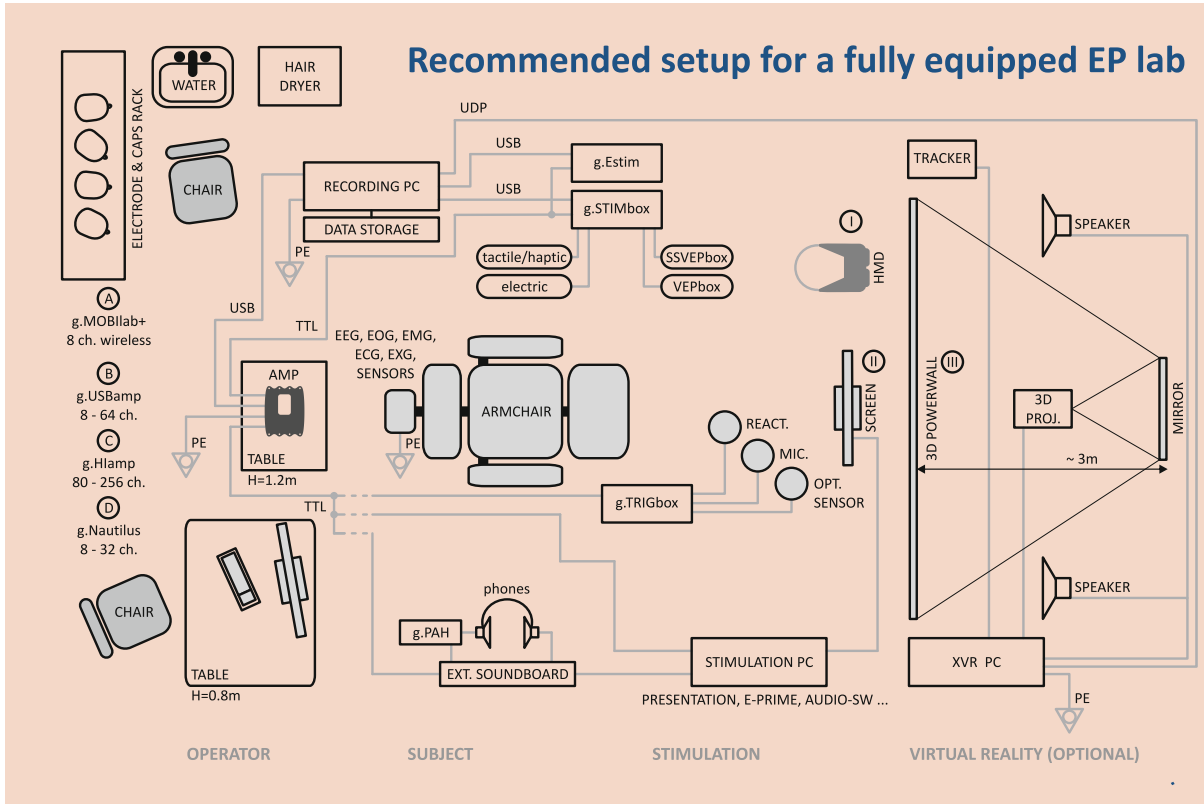 Recommended setup for a fully equipped EP lab
ELECTRODE & CAPS RACK
WATER
HAIR
DRYER
CHAIR
A
g.MOBIlab+
8 ch. wireless
B
g.USBamp
8 - 64 ch.
C
g.HIamp
80 - 256 ch.
D
g.Nautilus
8 - 32 ch.
CHAIR
UDP
USB
USB
RECORDING PC
DATA STORAGE
PE
USB
TTL
g.Estim
g.STIMbox
tactile/haptic
electric
SSVEPbox
VEPbox
AMP
PE
TABLE
H=1.2m
TTL
TABLE
H=0.8m
EEG, EOG, EMG,
ECG, EXG,
SENSORS
PE
ARMCHAIR
REACT.
MIC.
OPT.
SENSOR
g.TRIGbox
phones
g.PAH
EXT. SOUNDBOARD
STIMULATION PC
PRESENTATION, E-PRIME, AUDIO-SW ...
I
HMD
II
SCREEN
TRACKER
SPEAKER
III
3D POWERWALL
3D
PROJ.
MIRROR
~ 3m
SPEAKER
XVR PC
PE
OPERATOR
SUBJECT
STIMULATION
VIRTUAL REALITY (OPTIONAL)